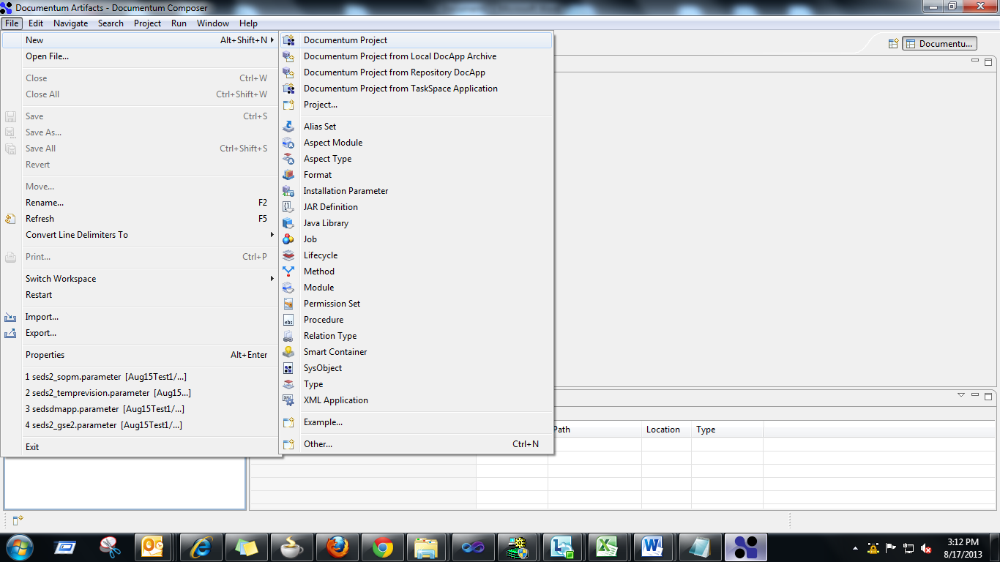 Documentum Artifacts - Documentum Composer
File Edit Navigate Search Project Run Window Help
New Alt+Shift+N
Open File...
Close Ctrl+W
Close All Ctrl+Shift+W
Save Ctrl+S
Save As...
Save All Ctrl+Shift+S
Revert
Move...
Rename... F2
Refresh F5
Convert Line Delimiters To
Print... Ctrl+P
Switch Workspace
Restart
Import...
Export...
Properties Alt+Enter
1 seds2_sopm.parameter [Aug15Test1/...]
2 seds2_temprevision.parameter [Aug15...]
3 sedsdmapp.parameter [Aug15Test1/...]
4 seds2_gse2.parameter [Aug15Test1/...]
Exit
Documentum Project
Documentum Project from Local DocApp Archive
Documentum Project from Repository DocApp
Documentum Project from TaskSpace Application
Project...
Alias Set
Aspect Module
Aspect Type
Format
Installation Parameter
JAR Definition
Java Library
Job
Lifecycle
Method
Module
Permission Set
ebs Procedure
Relation Type
Smart Container
SysObject
Type
XML Application
Example...
Other... Ctrl+N
Documentu...
Path Location Type
3:12 PM
8/17/2013